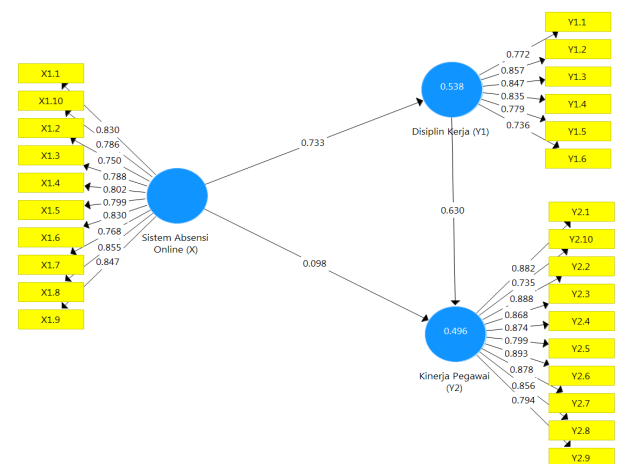 X1.1
X1.10
X1.2
X1.3
X1.4
X1.5
X1.6
X1.7
X1.8
X1.9
0.830
0.786
0.750
0.788
0.802
0.799
0.830
0.768
0.855
0.847
Sistem Absensi
Online (X)
0.733
0.098
0.538
Disiplin Kerja (Y1)
0.630
0.772
0.857
0.847
0.835
0.779
0.736
Y1.1
Y1.2
Y1.3
Y1.4
Y1.5
Y1.6
0.496
Kinerja Pegawai
(Y2)
0.882
0.735
0.888
0.868
0.874
0.799
0.893
0.878
0.856
0.794
Y2.1
Y2.10
Y2.2
Y2.3
Y2.4
Y2.5
Y2.6
Y2.7
Y2.8
Y2.9